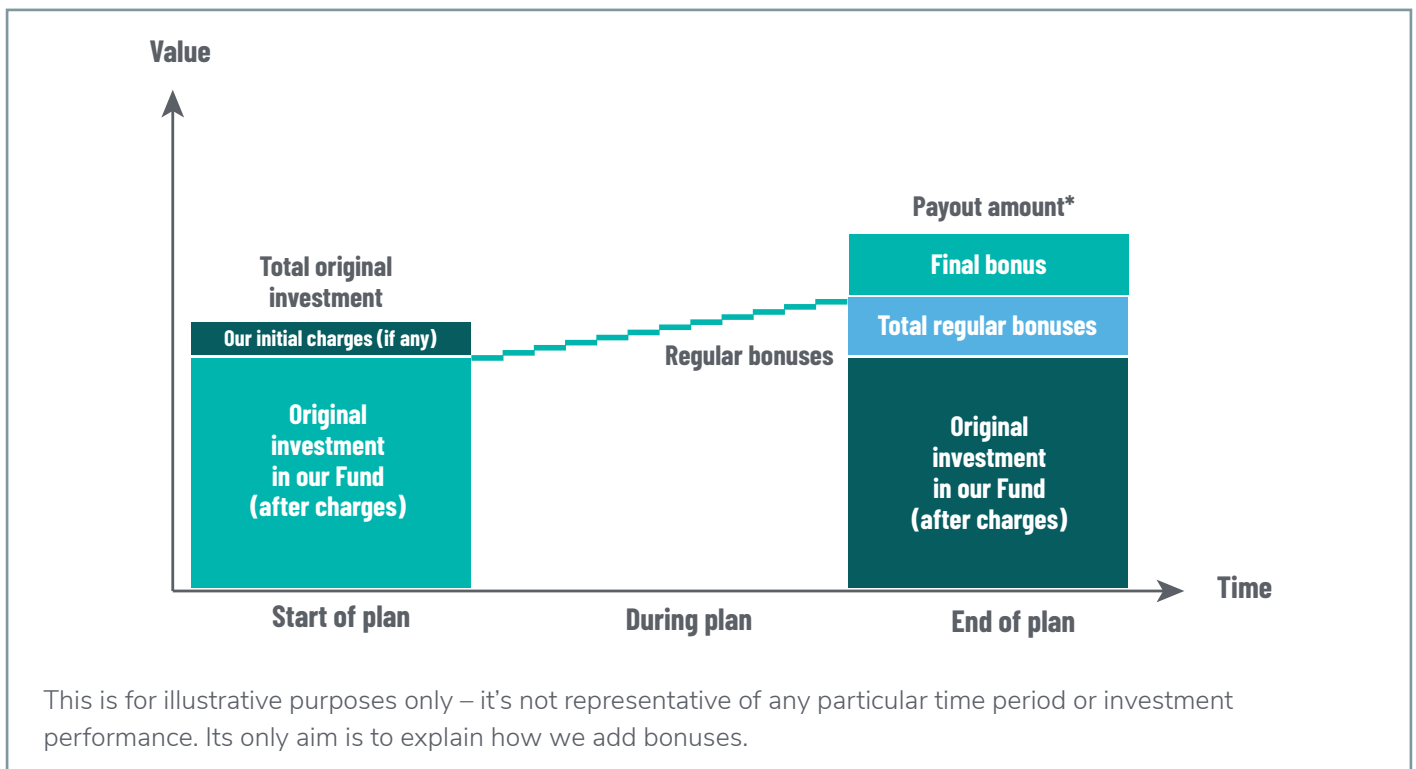 Value
Payout amount*
Total original
investment
Final bonus
Our initial charges (if any)
Total regular bonuses
Regular bonuses
Original
investment
in our Fund
(after charges)
Original
investment
in our Fund
(after charges)
Time
Start of plan
During plan
End of plan
This is for illustrative purposes only – it's not representative of any particular time period or investment
performance. Its only aim is to explain how we add bonuses.